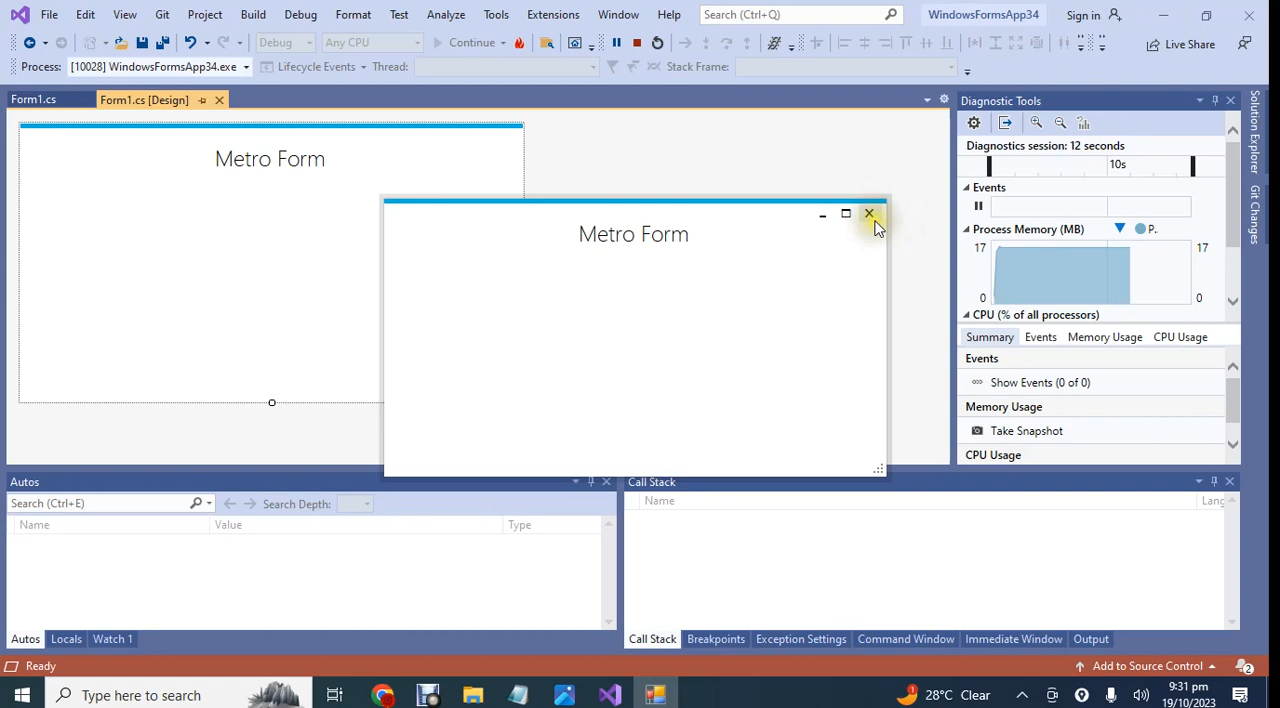 File Edit View Git Project Build Debug Format Test Analyze Tools Extensions Window Help Search (Ctrl+Q) WindowsFormsApp34 Sign in
Debug Any CPU Continue Live Share
Process: [10028] WindowsFormsApp34.exe Lifecycle Events Thread: Stack Frame:
Form1.cs Form1.cs [Design]
Metro Form
Metro Form
Diagnostic Tools
Diagnostics session: 12 seconds
10s
Events
Process Memory (MB) P..
17 17
0 0
CPU (% of all processors)
Summary Events Memory Usage CPU Usage
Events
Show Events (0 of 0)
Memory Usage
Take Snapshot
CPU Usage
Solution Explorer
Git Changes
Autos
Search (Ctrl+E) Search Depth:
Name Value Type
Autos Locals Watch 1
Call Stack
Name Lang
Call Stack Breakpoints Exception Settings Command Window Immediate Window Output
Ready Add to Source Control 2
Type here to search 1 28°C Clear 9:31 pm
19/10/2023